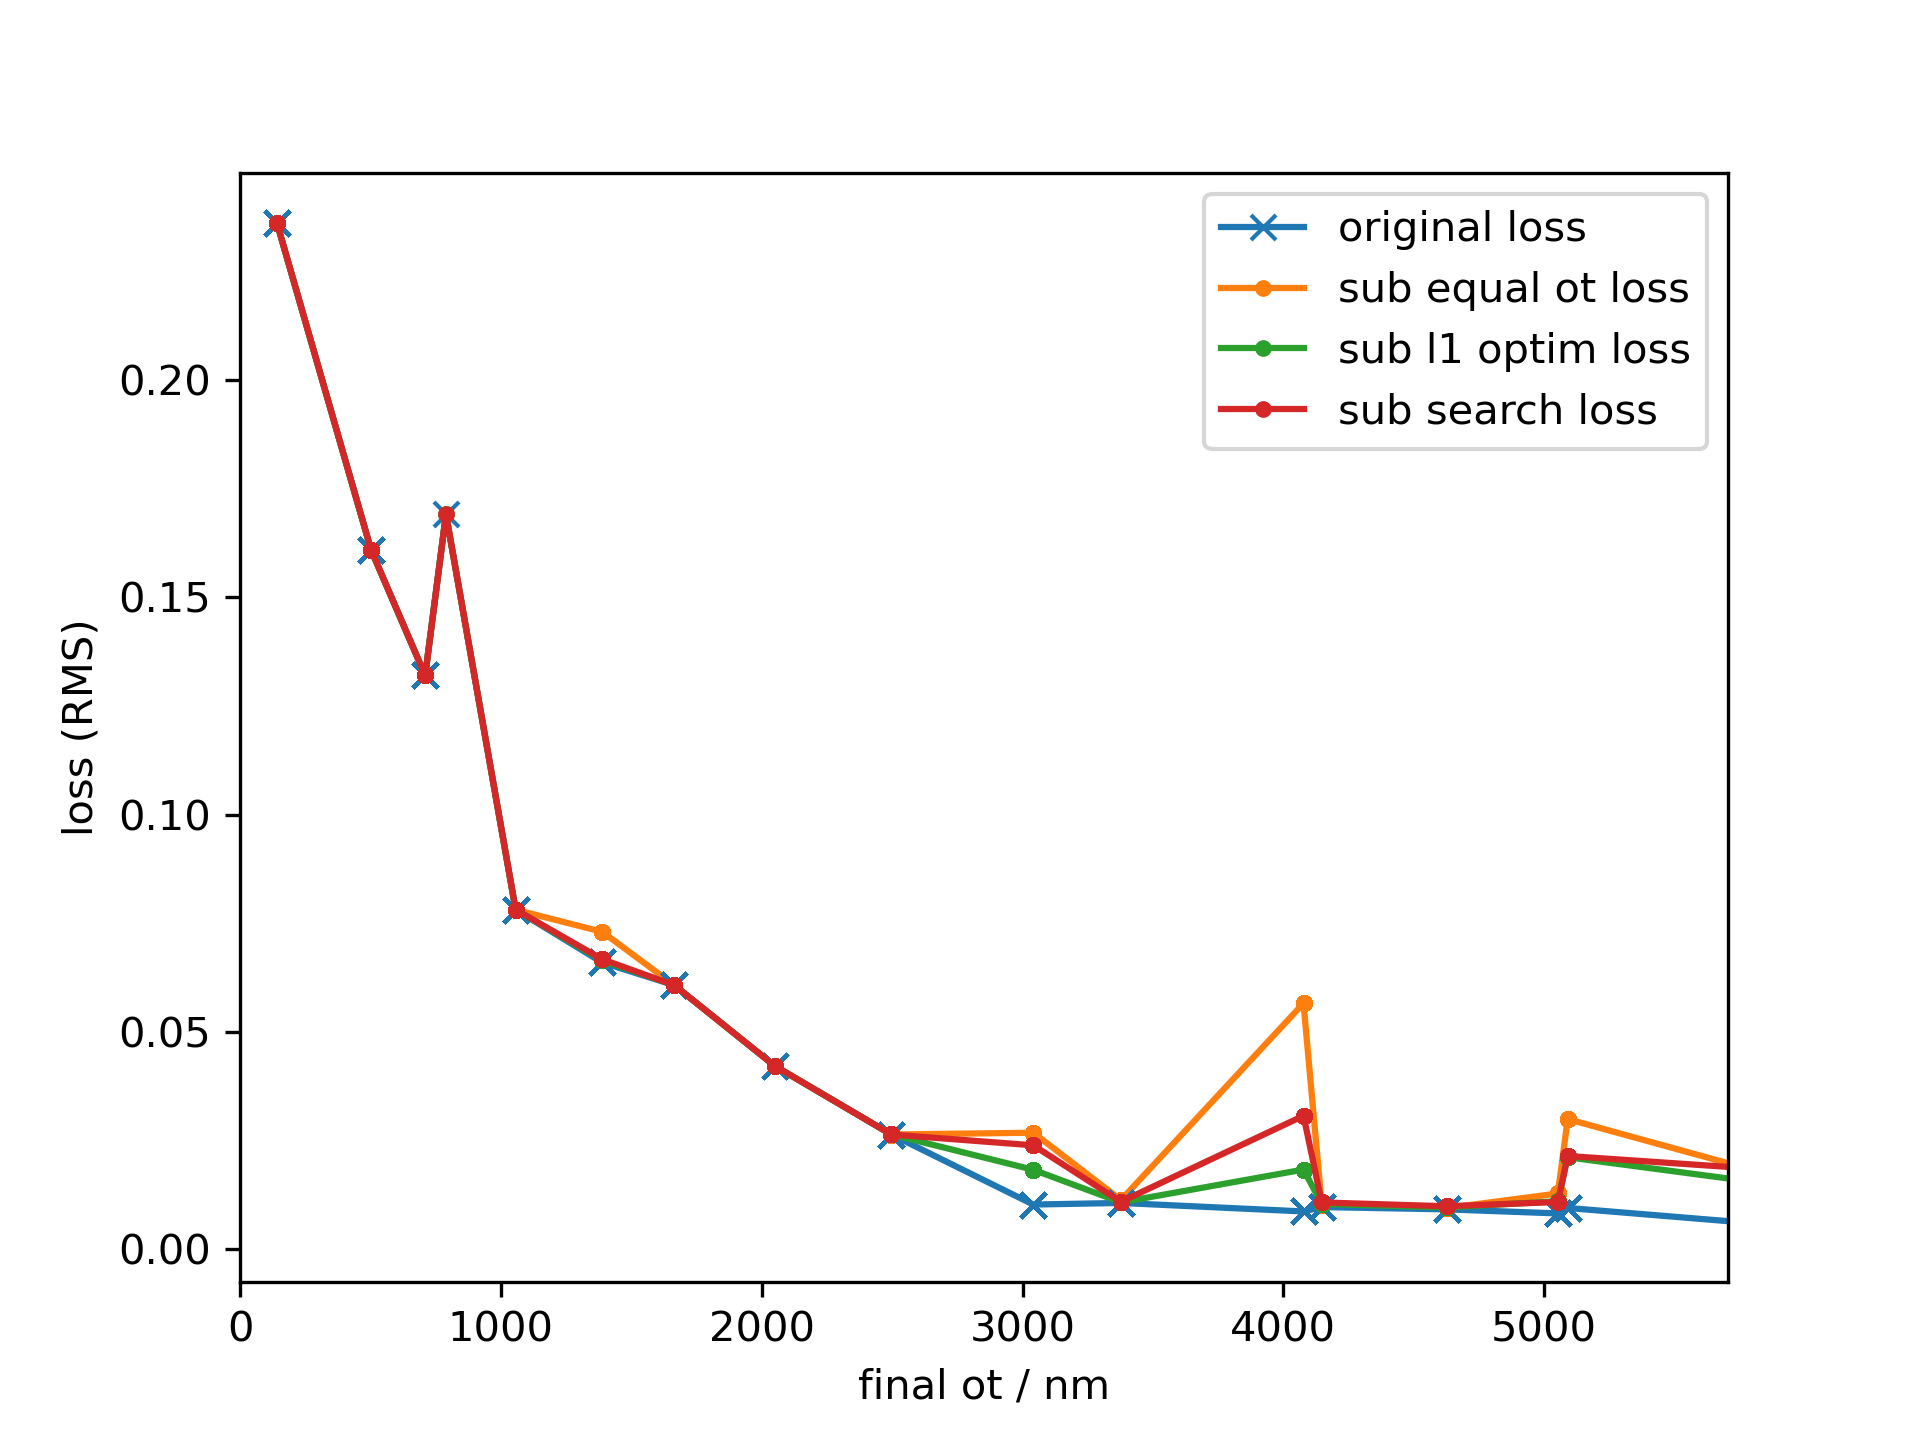 original loss
sub equal ot loss
sub l1 optim loss
sub search loss
0.20
0.15
0.10
0.05
0.00
loss (RMS)
0 1000 2000 3000 4000 5000
final ot / nm